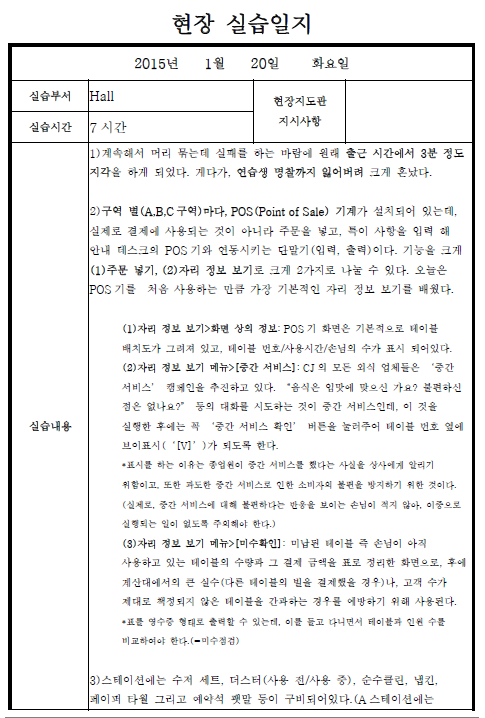 현장 실습일지
2015년 1월 20일 화요일
실습부서
Hall
현장지도관
지시사항
실습시간
7 시간
실습내용
1)계속해서 머리 묶는데 실패를 하는 바람에 원래 출근 시간에서 3분 정도
지각을 하게 되었다. 게다가, 연습생 명찰까지 잃어버려 크게 혼났다.
2)구역 별(A,B,C구역)마다, POS(Point of Sale) 기계가 설치되어 있는데,
실제로 결제에 사용되는 것이 아니라 주문을 넣고, 특이 사항을 입력 해
안내 데스크의 POS기와 연동시키는 단말기(입력, 출력)이다. 기능을 크게
(1)주문 넣기, (2)자리 정보 보기로 크게 2가지로 나눌 수 있다. 오늘은
POS기를 처음 사용하는 만큼 가장 기본적인 자리 정보 보기를 배웠다.
(1)자리 정보 보기>화면 상의 정보: POS기 화면은 기본적으로 테이블
배치도가 그려져 있고, 테이블 번호/사용시간/손님의 수가 표시 되어있다.
(2)자리 정보 보기 메뉴>[중간 서비스]: CJ의 모든 외식 업체들은 ‘중간
서비스’ 캠페인을 추진하고 있다. “음식은 입맛에 맞으신 가요? 불편하신
점은 없나요?” 등의 대화를 시도하는 것이 중간 서비스인데, 이 것을
실행한 후에는 꼭 ‘중간 서비스 확인’ 버튼을 눌러주어 테이블 번호 옆에
브이표시(‘[V]’)가 되도록 한다.
*표시를 하는 이유는 종업원이 중간 서비스를 했다는 사실을 상사에게 알리기
위함이고, 또한 과도한 중간 서비스로 인한 소비자의 불편을 방지하기 위한 것이다.
(실제로, 중간 서비스에 대해 불편하다는 반응을 보이는 손님이 적지 않아, 이중으로
실행되는 일이 없도록 주의해야 한다.)
(3)자리 정보 보기 메뉴>[미수확인]: 미납된 테이블 즉 손님이 아직
사용하고 있는 테이블의 수량과 그 결제 금액을 표로 정리한 화면으로, 후에
계산대에서의 큰 실수(다른 테이블의 빌을 결제했을 경우)나, 고객 수가
제대로 책정되지 않은 테이블을 간과하는 경우를 예방하기 위해 사용된다.
*표를 영수증 형태로 출력할 수 있는데, 이를 들고 다니면서 테이블과 인원 수를
비교하여야 한다.(=미수점검)
3)스테이션에는 수저 세트, 더스터(사용 전/사용 중), 순수클린, 냅킨,
페이퍼 타월 그리고 예약석 팻말 등이 구비되어있다.(A스테이션에는